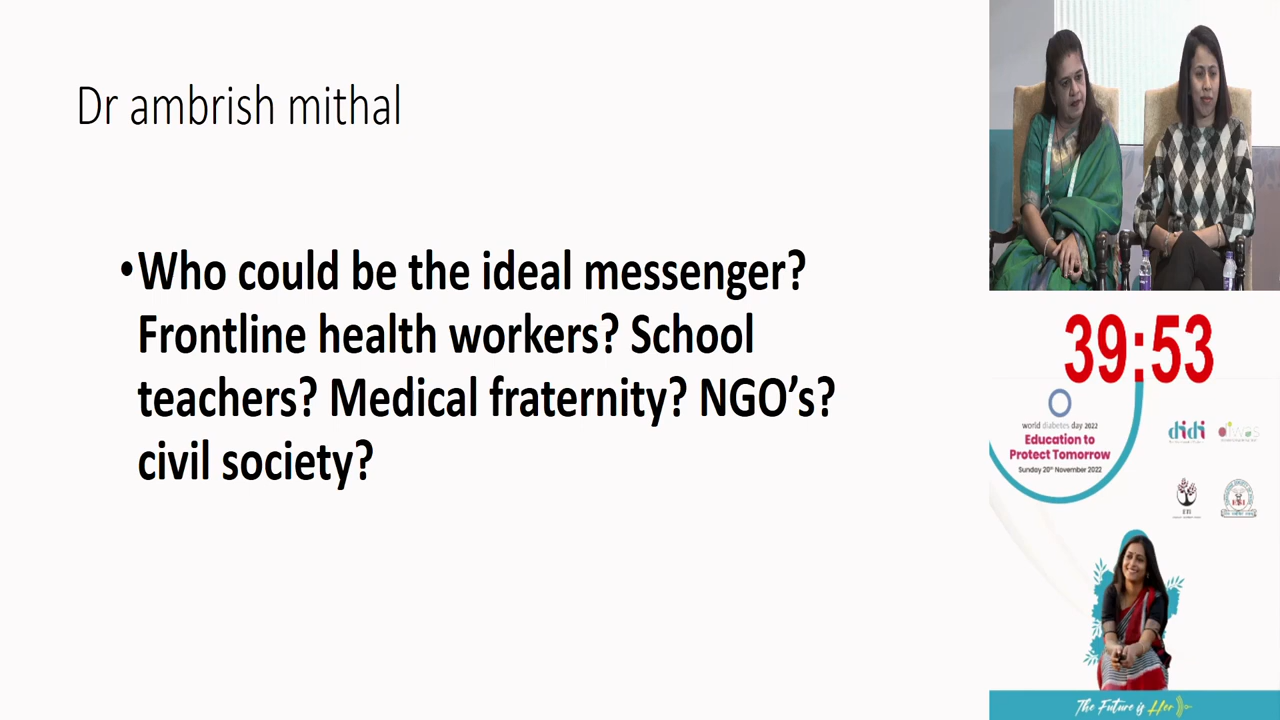 Dr ambrish mithal
•Who could be the ideal messenger?
Frontline health workers? School
teachers? Medical fraternity? NGO’s?
civil society?
39:53
world diabetes day 2022
Education to
Protect Tomorrow
Sunday 20th November 2022
didi
The Future is Her